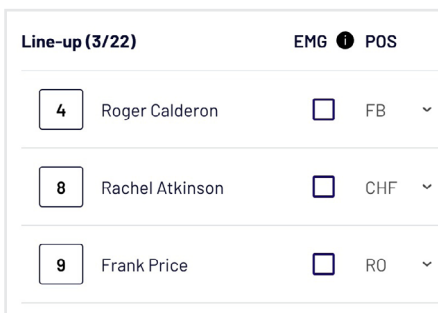 Line-up (3/22) EMG i POS
4 Roger Calderon FB
8 Rachel Atkinson CHF
9 Frank Price RO